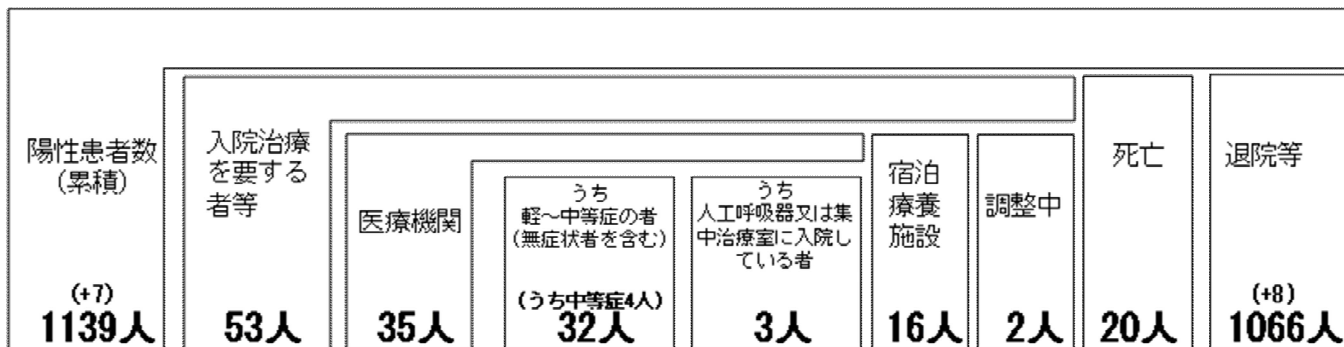 陽性患者数
(累積)
(+7)
1139人
入院治療
を要する
者等
53人
医療機関
35人
うち
軽～中等症の者
(無症状者を含む)
(うち中等症4人)
32人
うち
人工呼吸器又は集
中治療室に入院し
ている者
3人
宿泊
療養
施設
16人
調整中
2人
死亡
20人
退院等
(+8)
1066人